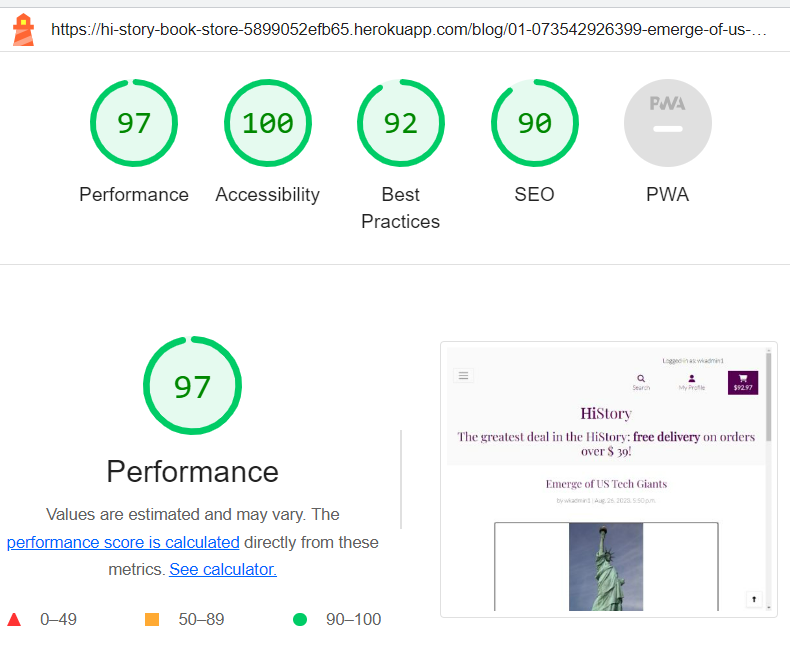 https://hi-story-book-store-5899052efb65.herokuapp.com/blog/01-073542926399-emerge-of-us-…
97
100
92
90
PWA
Performance
Accessibility
Best
Practices
SEO
PWA
97
Performance
Values are estimated and may vary. The
performance score is calculated directly from these
metrics. See calculator.
0–49
50–89
90–100
Logged in as: wkadmin1
Search
My Profile
$92.97
HiStory
The greatest deal in the HiStory: free delivery on orders
over $ 39!
Emerge of US Tech Giants
by wkadmin1 | Aug. 26, 2023, 5:50 p.m.